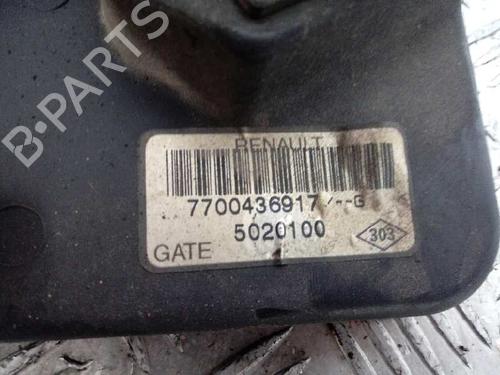 B-PARTS
RENAULT
7700436917/--G
5020100
303
GATE